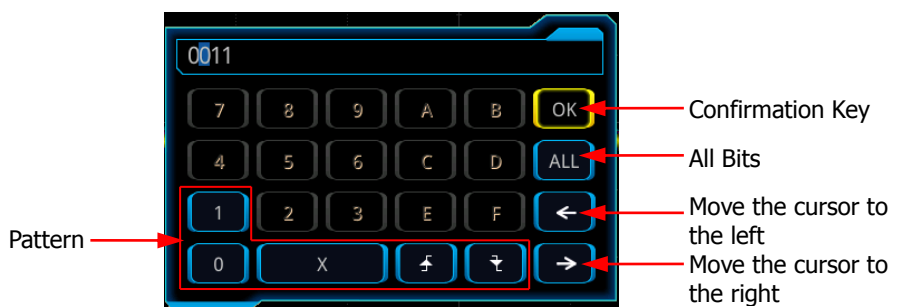 0011
7 8 9 A B OK
Confirmation Key
4 5 6 C D ALL
All Bits
1 2 3 E F ←
Move the cursor to
the left
Pattern
0 X →
Move the cursor to
the right